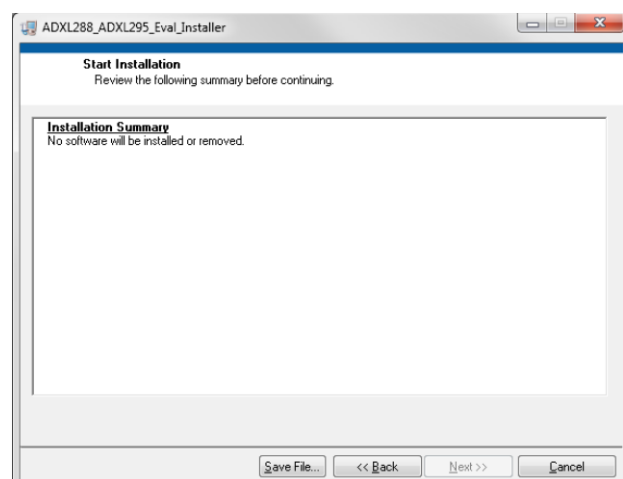 ADXL288_ADXL295_Eval_Installer
Start Installation
Review the following summary before continuing.
Installation Summary
No software will be installed or removed.
Save File... << Back Next >> Cancel